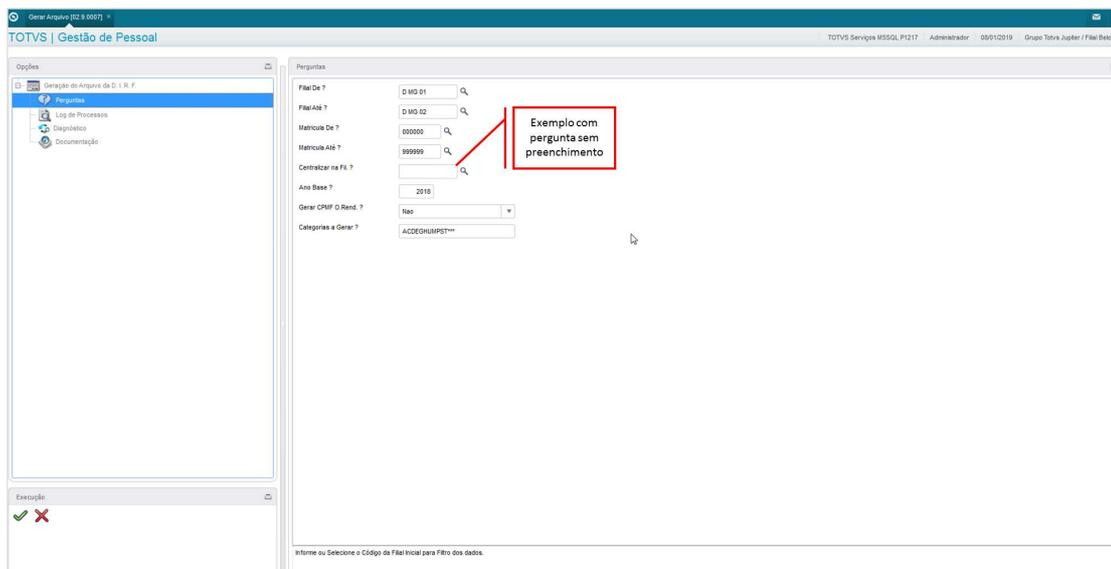 Gerar Arquivo [02.9.0007] ×
TOTVS | Gestão de Pessoal
TOTVS Serviços MSSQL P1217 Administrador 08/01/2019 Grupo Totvs Jupiter / Filial Belo
Opções
Geração do Arquivo da D. I. R. F.
Perguntas
Log de Processos
Diagnóstico
Documentação
Execução
Perguntas
Filial De ? D MG 01
Filial Até ? D MG 02
Matricula De ? 000000
Matricula Até ? 999999
Centralizar na Fil. ?
Ano Base ? 2018
Gerar CPMF O.Rend. ? Nao
Categorias a Gerar ? ACDEGHUMPST***
Exemplo com
pergunta sem
preenchimento
Informe ou Selecione o Código da Filial Inicial para Filtro dos dados.